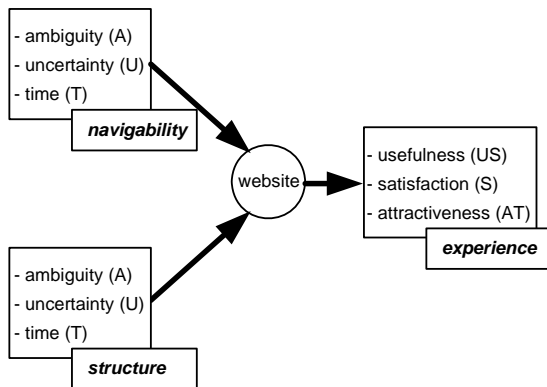 - ambiguity (A)
- uncertainty (U)
- time (T)
navigability
website
- usefulness (US)
- satisfaction (S)
- attractiveness (AT)
experience
- ambiguity (A)
- uncertainty (U)
- time (T)
structure